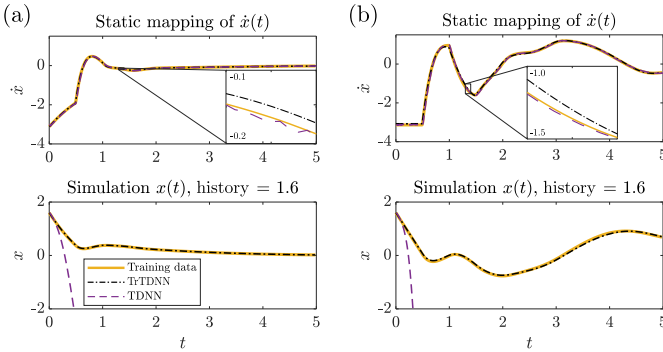 (a)
Static mapping of ẋ(t)
0
-2
-4
ẋ
-0.1
-0.2
0 1 2 3 4 5
Simulation x(t), history = 1.6
2
0
-2
x
Training data
TrTDNN
TDNN
0 1 2 3 4 5
t
(b)
Static mapping of ẋ(t)
0
-2
-4
ẋ
-1.0
-1.5
0 1 2 3 4 5
Simulation x(t), history = 1.6
2
0
-2
x
0 1 2 3 4 5
t